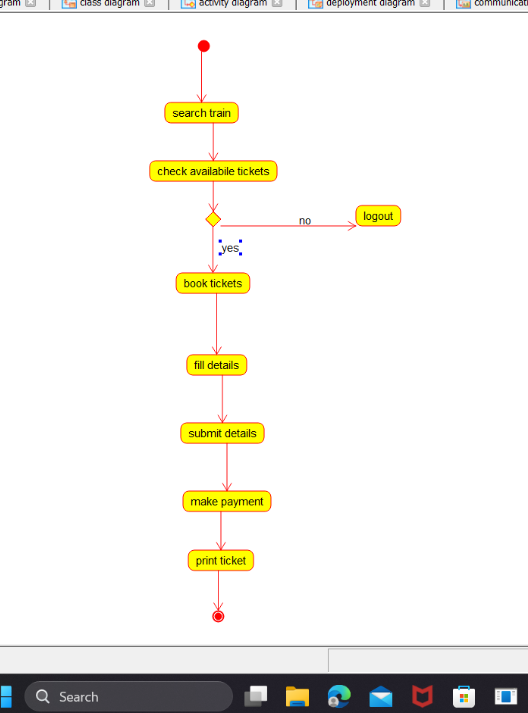 gram
class diagram
activity diagram
deployment diagram
communicati
search train
check availabile tickets
no
logout
yes
book tickets
fill details
submit details
make payment
print ticket
Search